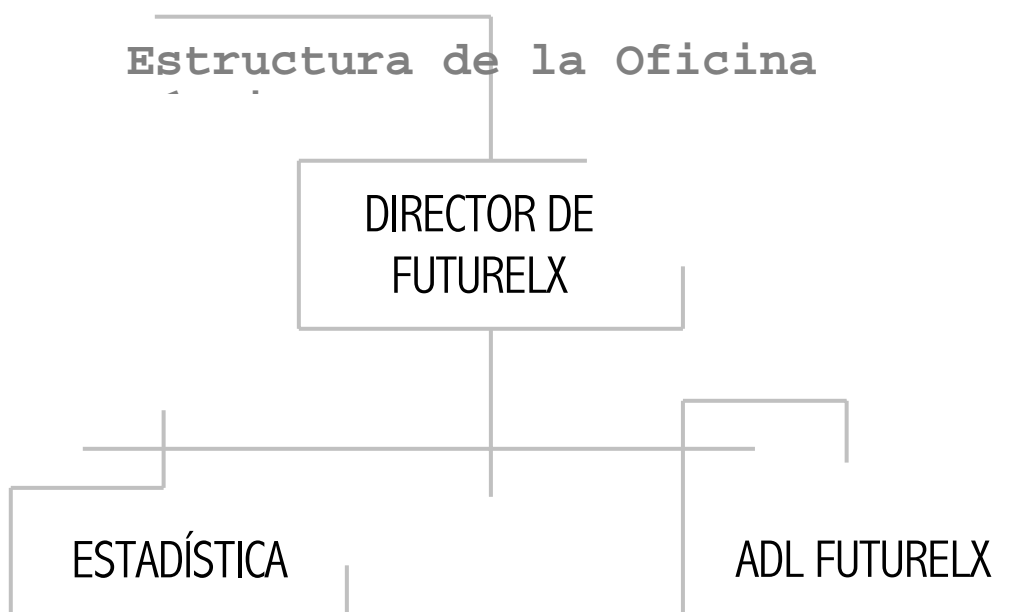 Estructura de la Oficina
DIRECTOR DE
FUTURELX
ESTADÍSTICA
ADL FUTURELX